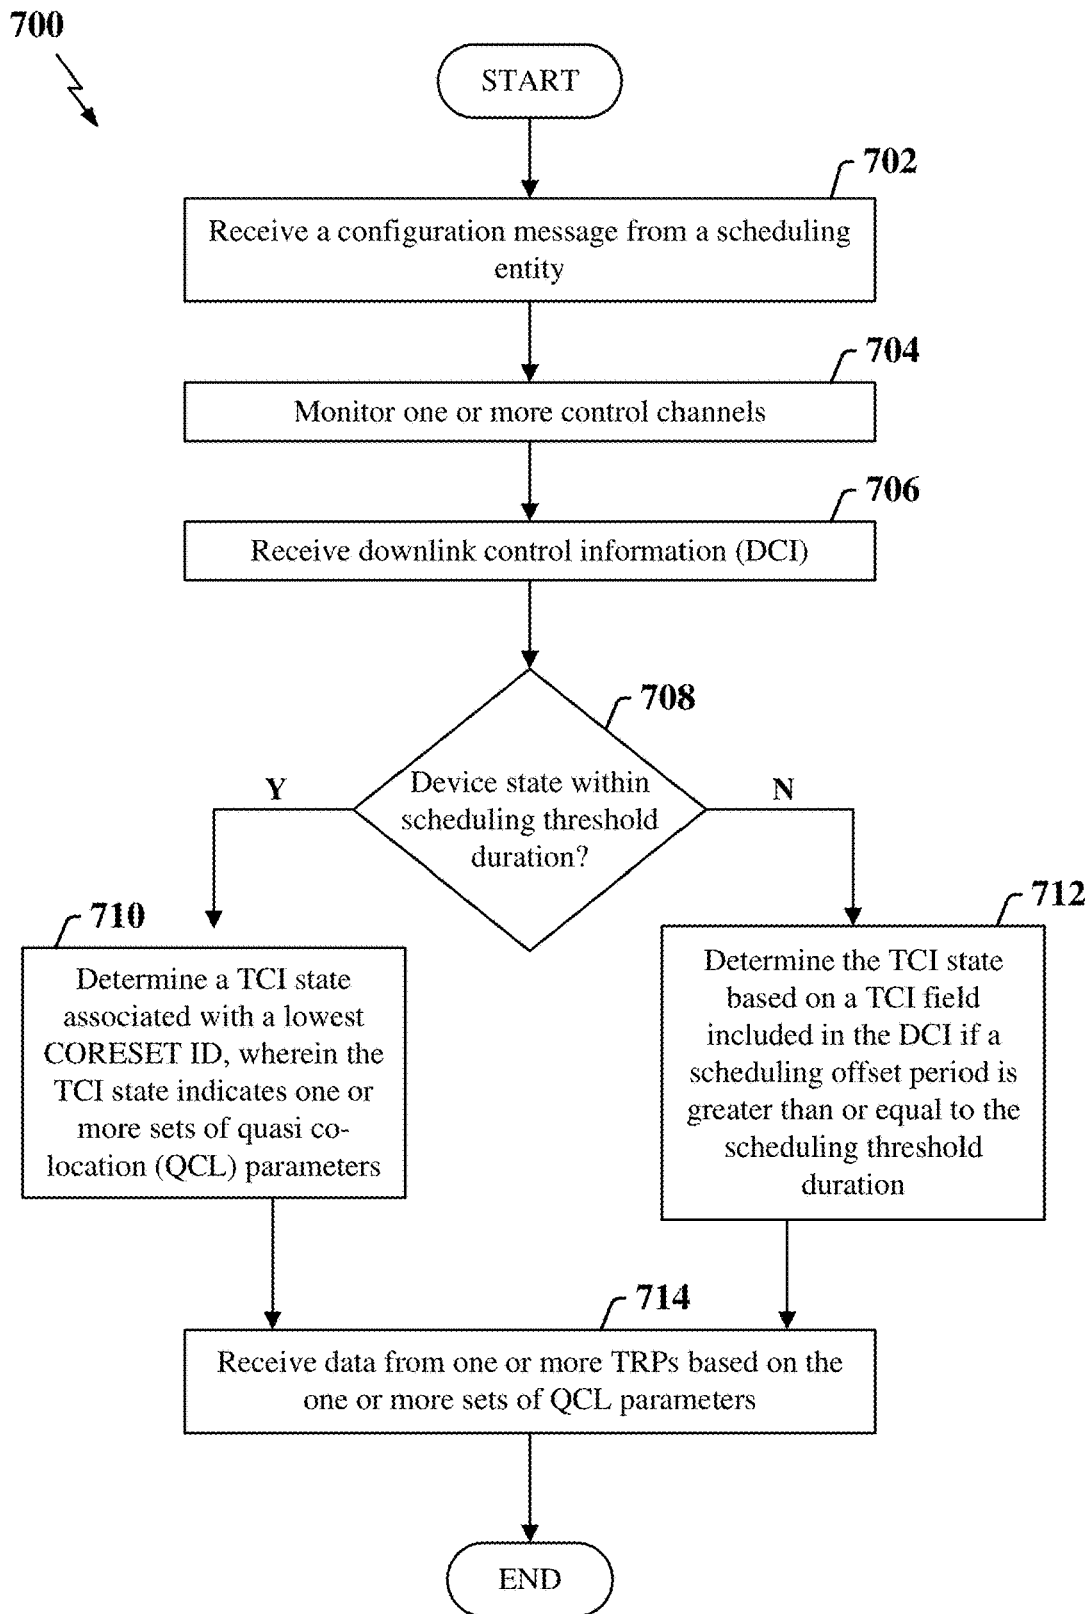 700
START
702
Receive a configuration message from a scheduling
entity
704
Monitor one or more control channels
706
Receive downlink control information (DCI)
708
Device state within
scheduling threshold
duration?
Y
N
710
Determine a TCI state
associated with a lowest
CORESET ID, wherein the
TCI state indicates one or
more sets of quasi co-
location (QCL) parameters
712
Determine the TCI state
based on a TCI field
included in the DCI if a
scheduling offset period is
greater than or equal to the
scheduling threshold
duration
714
Receive data from one or more TRPs based on the
one or more sets of QCL parameters
END